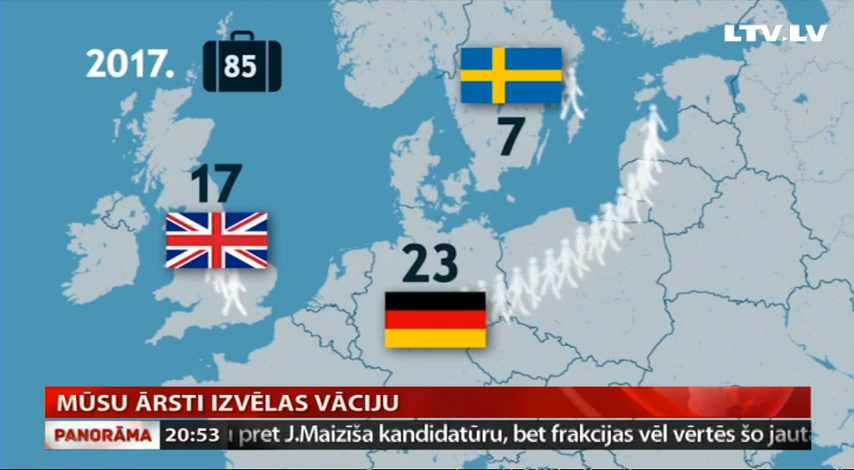 LTV.LV
2017. 85
7
17
23
MŪSU ĀRSTI IZVĒLAS VĀCIJU
PANORĀMA 20:53 pret J.Maizīša kandidatūru, bet frakcijas vēl vērtēs šo